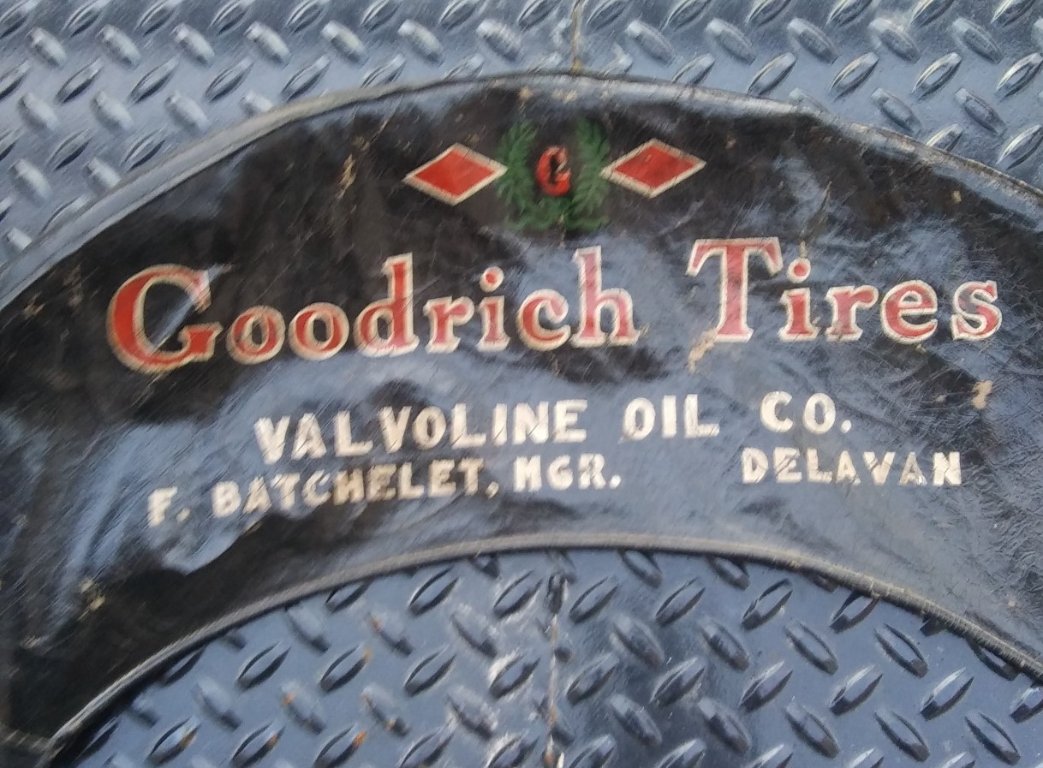 G
Goodrich Tires
VALVOLINE OIL CO.
F. BATCHELET, MGR. DELAVAN